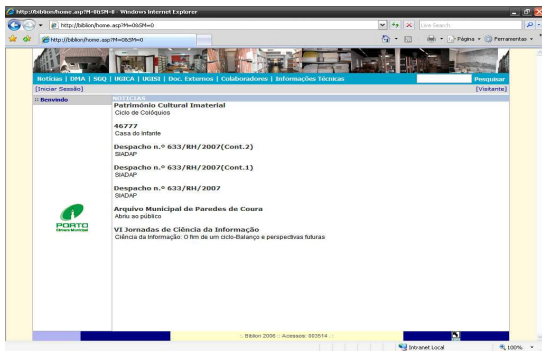 http://biblion/home.asp?M=0&SM=0 - Windows Internet Explorer
http://biblion/home.asp?M=0&SM=0
Live Search
http://biblion/home.asp?M=0&SM=0
Página
Ferramentas
Notícias | DMA | SGQ | UGICA | UGISI | Doc. Externos | Colaboradores | Informações Técnicas
Pesquisar
[Iniciar Sessão]
[Visitante]
:: Benvindo
NOTÍCIAS
Património Cultural Imaterial
Ciclo de Colóquios
46777
Casa do Infante
Despacho n.º 633/RH/2007(Cont.2)
SIADAP
Despacho n.º 633/RH/2007(Cont.1)
SIADAP
Despacho n.º 633/RH/2007
SIADAP
Arquivo Municipal de Paredes de Coura
Abriu ao público
VI Jornadas de Ciência da Informação
Ciência da Informação: O fim de um ciclo-Balanço e perspectivas futuras
PORTO
Câmara Municipal
:. Biblion 2006 :: Acessos: 003514 .:
Intranet Local
100%